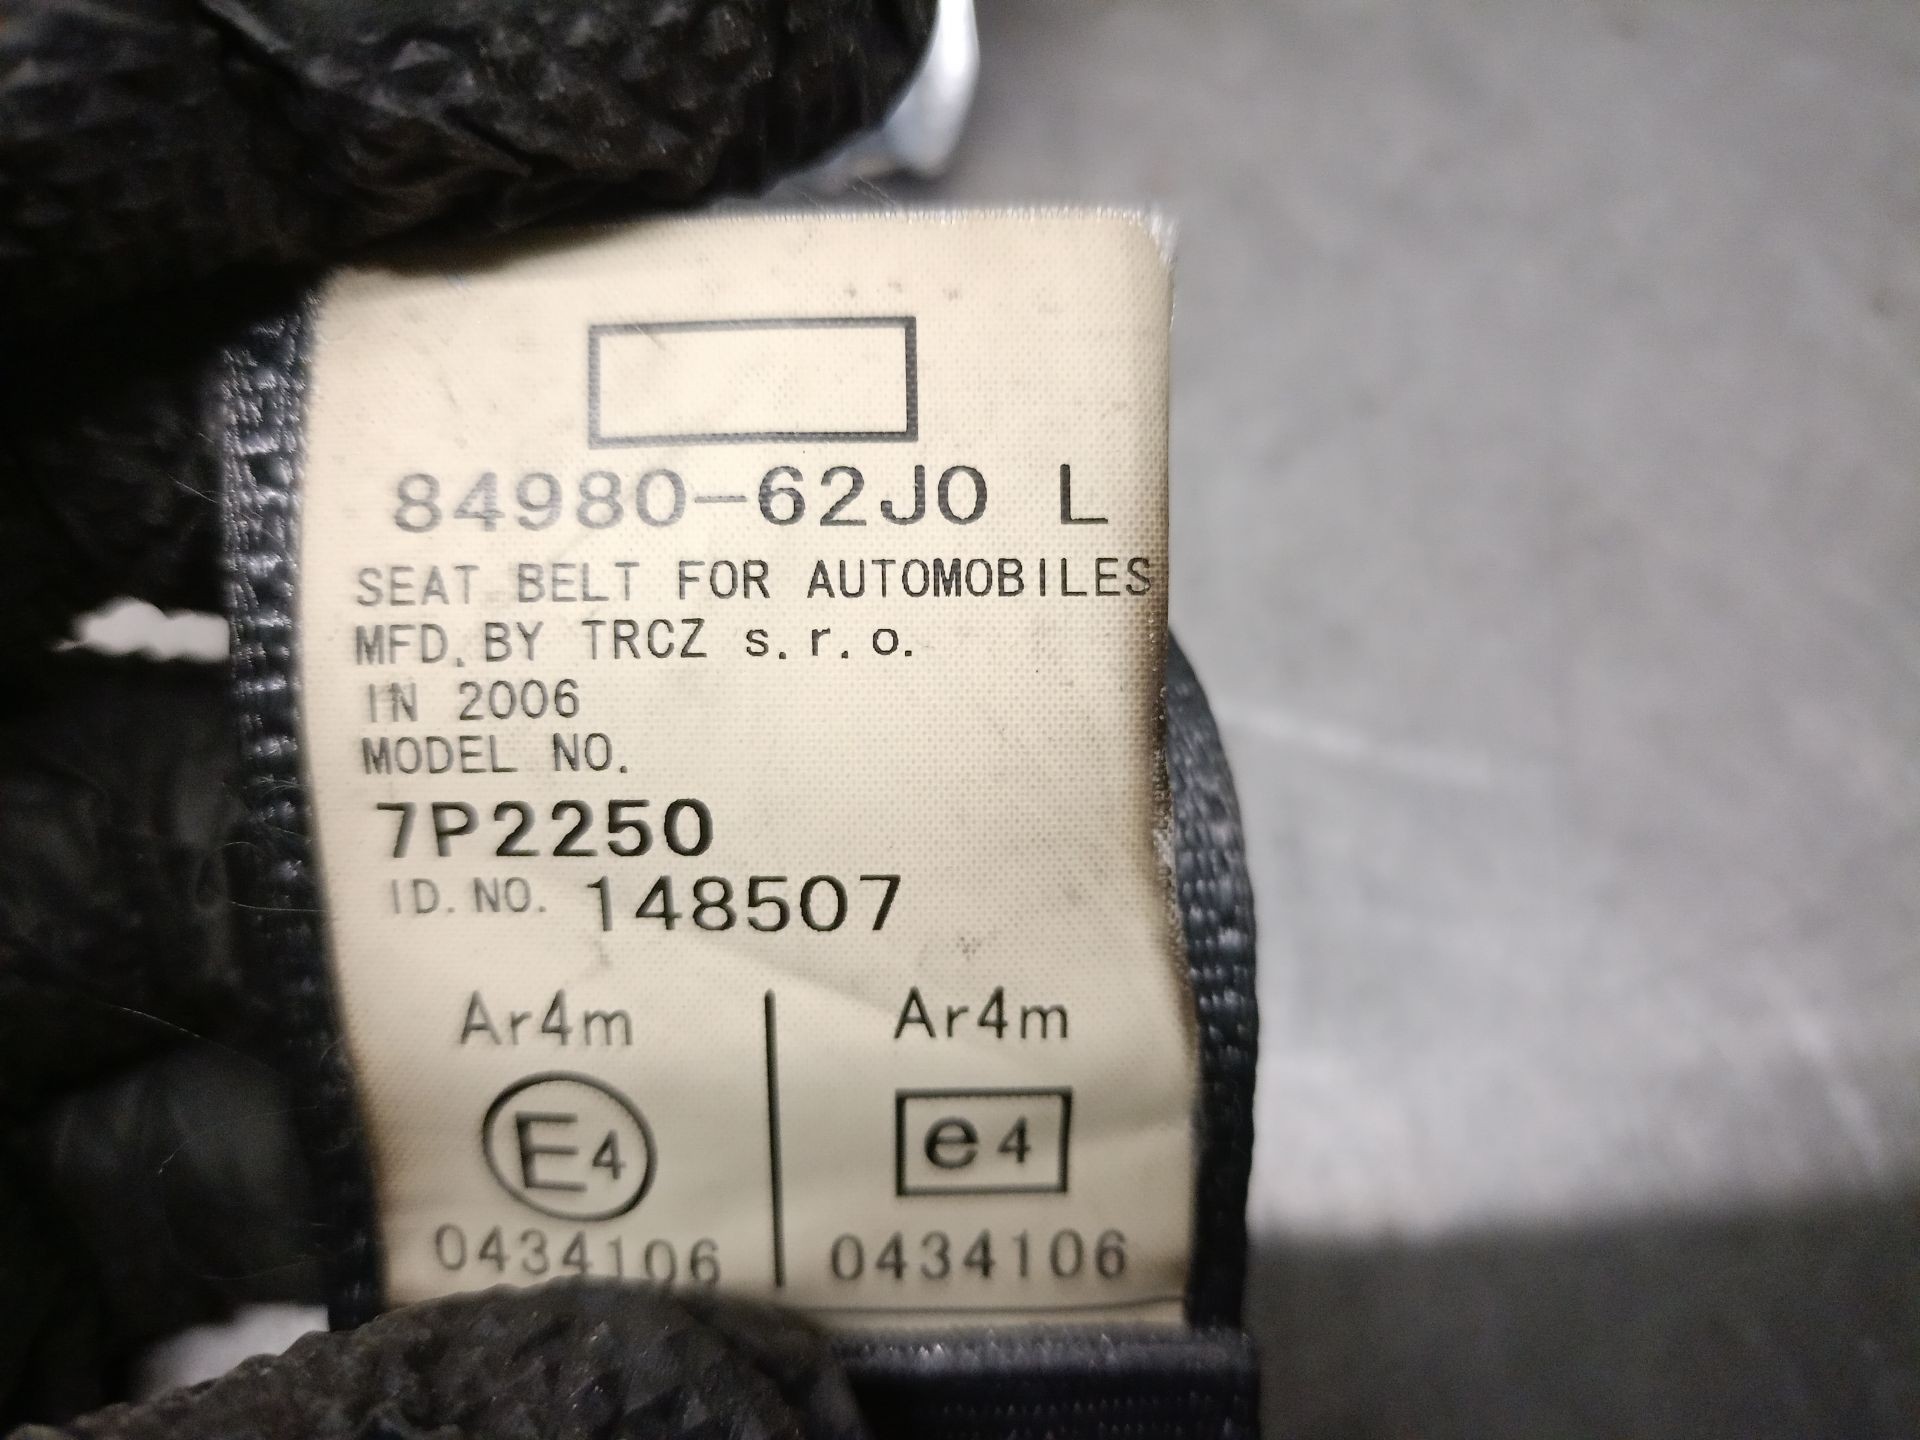 84980-62J0 L
SEAT BELT FOR AUTOMOBILES
MFD. BY TRCZ s.r.o.
IN 2006
MODEL NO.
7P2250
ID. NO. 148507
Ar4m Ar4m
E4 e4
0434106 0434106